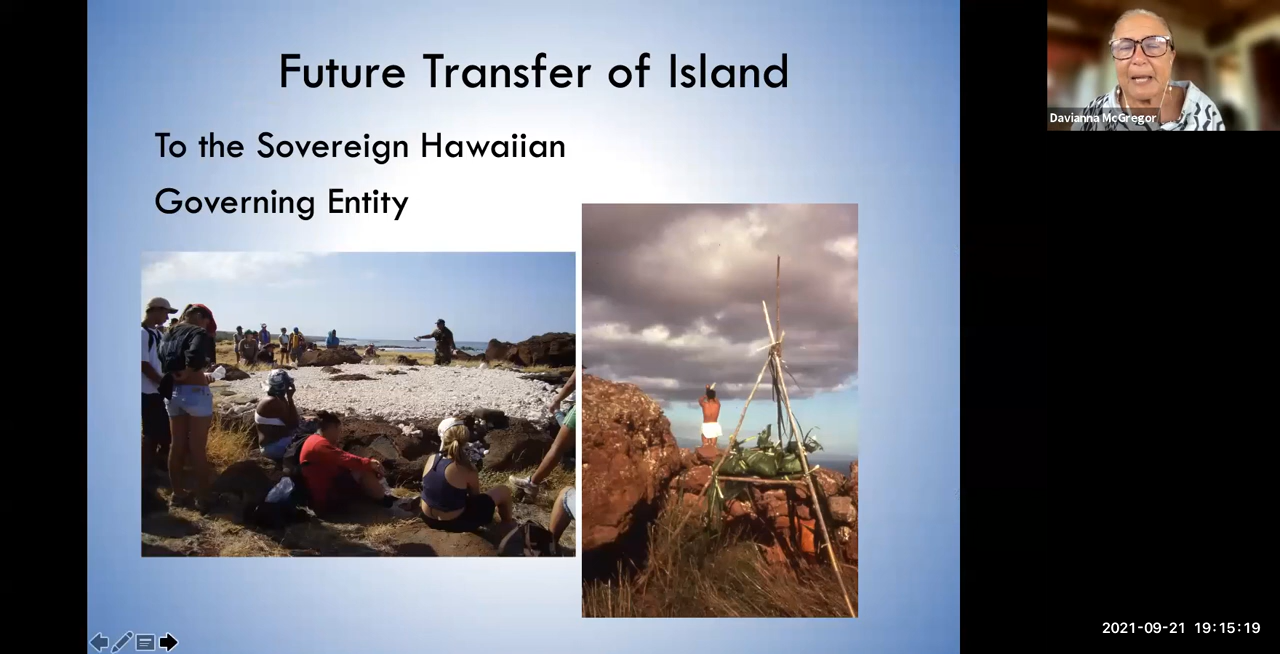 Future Transfer of Island
To the Sovereign Hawaiian
Governing Entity
Davianna McGregor
2021-09-21 19:15:19